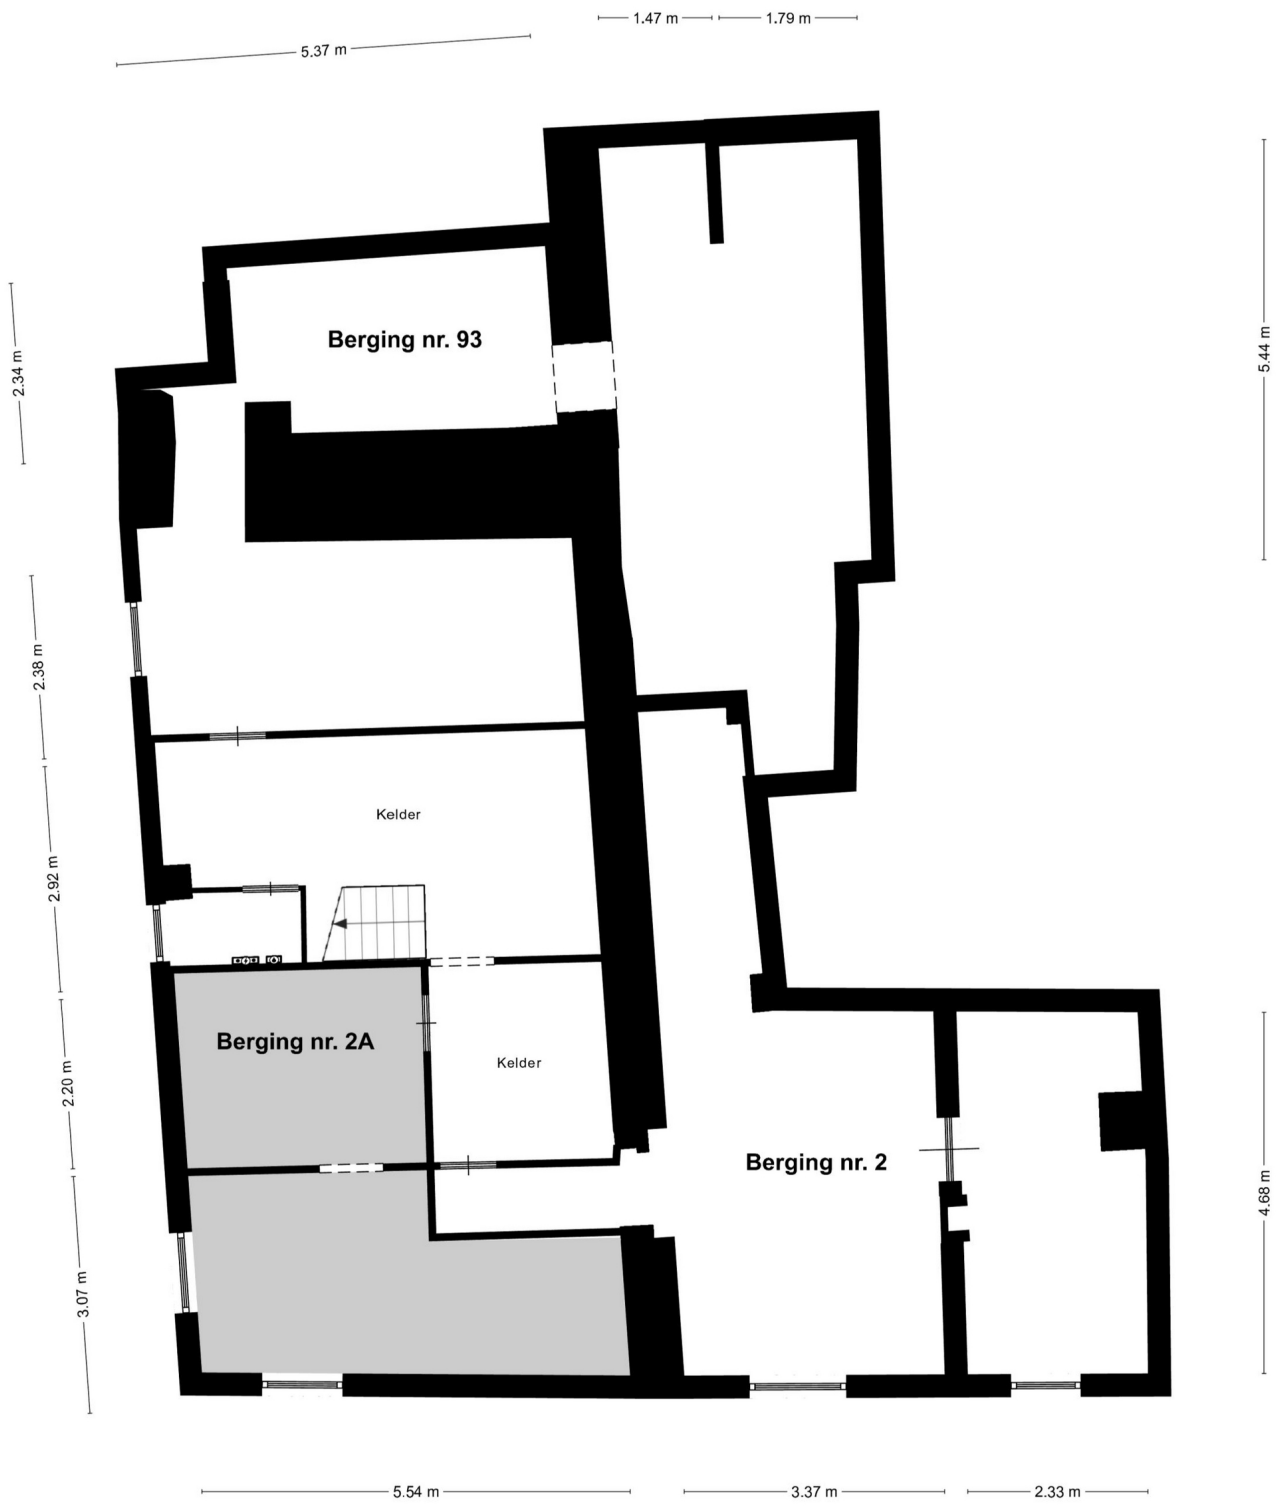 1.47 m
1.79 m
5.37 m
Berging nr. 93
2.34 m
5.44 m
2.38 m
Kelder
2.92 m
Berging nr. 2A
Kelder
2.20 m
Berging nr. 2
4.68 m
3.07 m
5.54 m
3.37 m
2.33 m